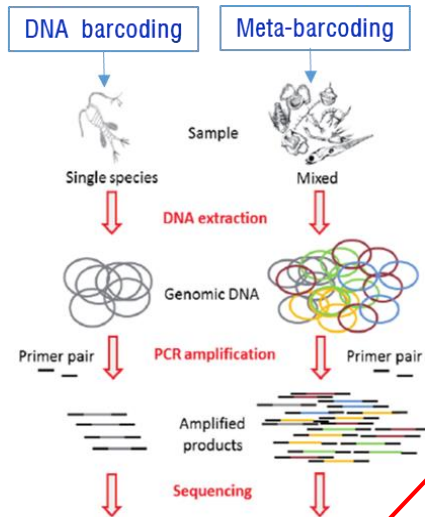 DNA barcoding
Meta-barcoding
Sample
Single species
Mixed
DNA extraction
Genomic DNA
Primer pair
PCR amplification
Primer pair
Amplified
products
Sequencing